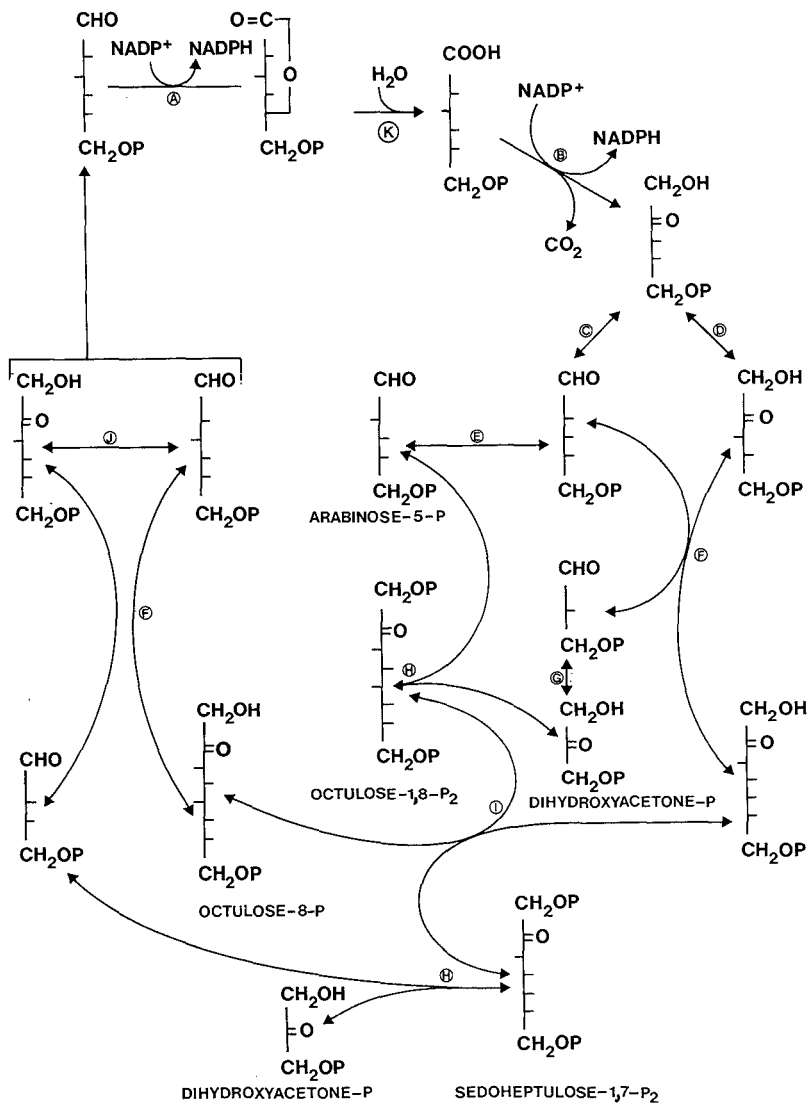 CHO
O=C
NADP+ NADPH
O
A
CH2OP
CH2OP
H2O
K
COOH
CH2OP
NADP+
B
NADPH
CO2
CH2OH
=O
CH2OP
C
D
CH2OH
=O
CH2OP
J
CHO
CH2OP
CHO
CH2OP
ARABINOSE-5-P
E
CHO
CH2OP
CH2OH
=O
CH2OP
F
F
CHO
CH2OP
G
CH2OH
=O
CH2OP
DIHYDROXYACETONE-P
CH2OP
=O
H
CH2OP
OCTULOSE-1,8-P2
I
CH2OH
=O
CH2OP
CHO
CH2OP
CH2OH
=O
CH2OP
OCTULOSE-8-P
H
CH2OH
=O
CH2OP
DIHYDROXYACETONE-P
CH2OP
=O
CH2OP
SEDOHEPTULOSE-1,7-P2